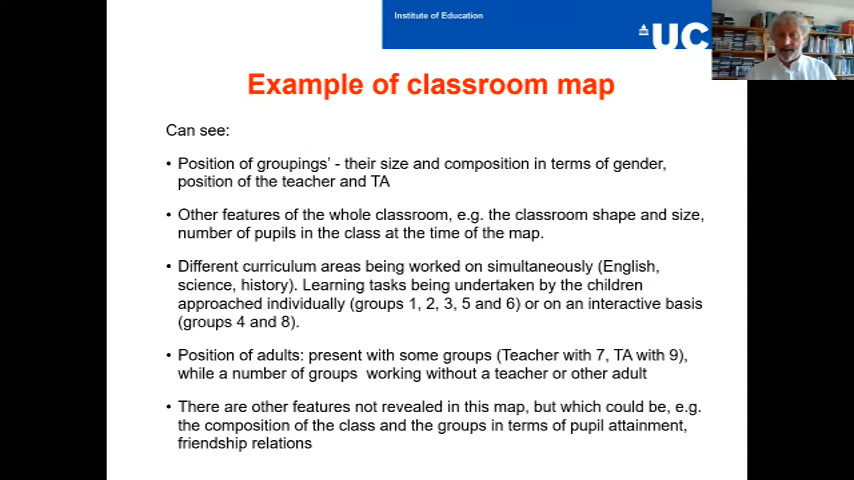 Institute of Education
UC
Example of classroom map
Can see:
• Position of groupings' - their size and composition in terms of gender,
position of the teacher and TA
• Other features of the whole classroom, e.g. the classroom shape and size,
number of pupils in the class at the time of the map.
• Different curriculum areas being worked on simultaneously (English,
science, history). Learning tasks being undertaken by the children
approached individually (groups 1, 2, 3, 5 and 6) or on an interactive basis
(groups 4 and 8).
• Position of adults: present with some groups (Teacher with 7, TA with 9),
while a number of groups working without a teacher or other adult
• There are other features not revealed in this map, but which could be, e.g.
the composition of the class and the groups in terms of pupil attainment,
friendship relations